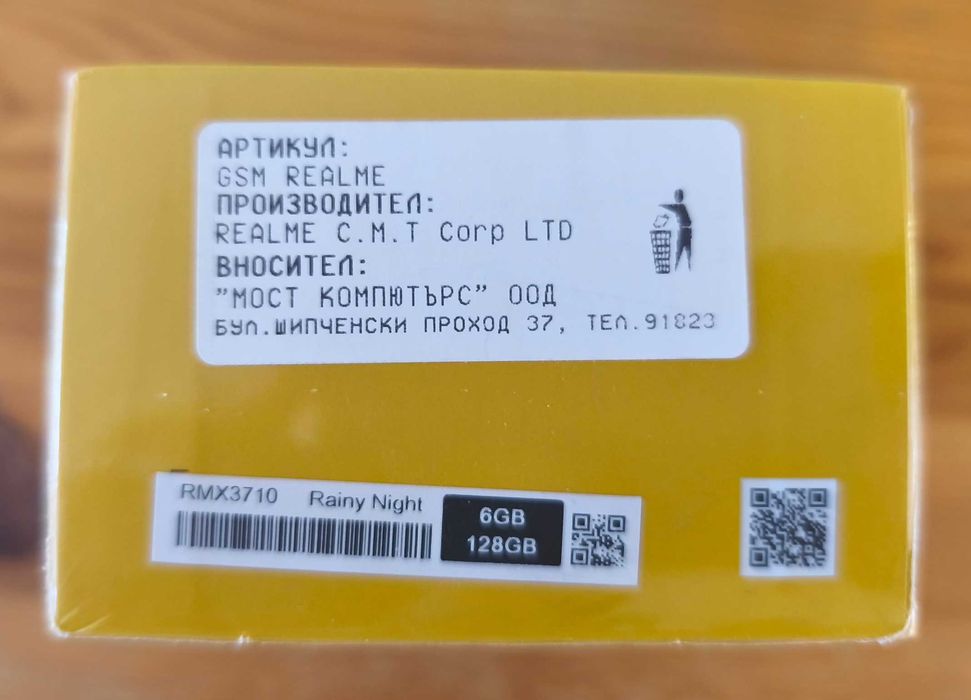 АРТИКУЛ:
GSM REALME
ПРОИЗВОДИТЕЛ:
REALME C.M.T Corp LTD
ВНОСИТЕЛ:
"МОСТ КОМПЮТЪРС" ООД
БУЛ.ШИПЧЕНСКИ ПРОХОД 37, ТЕЛ.91823
RMX3710 Rainy Night
6GB
128GB